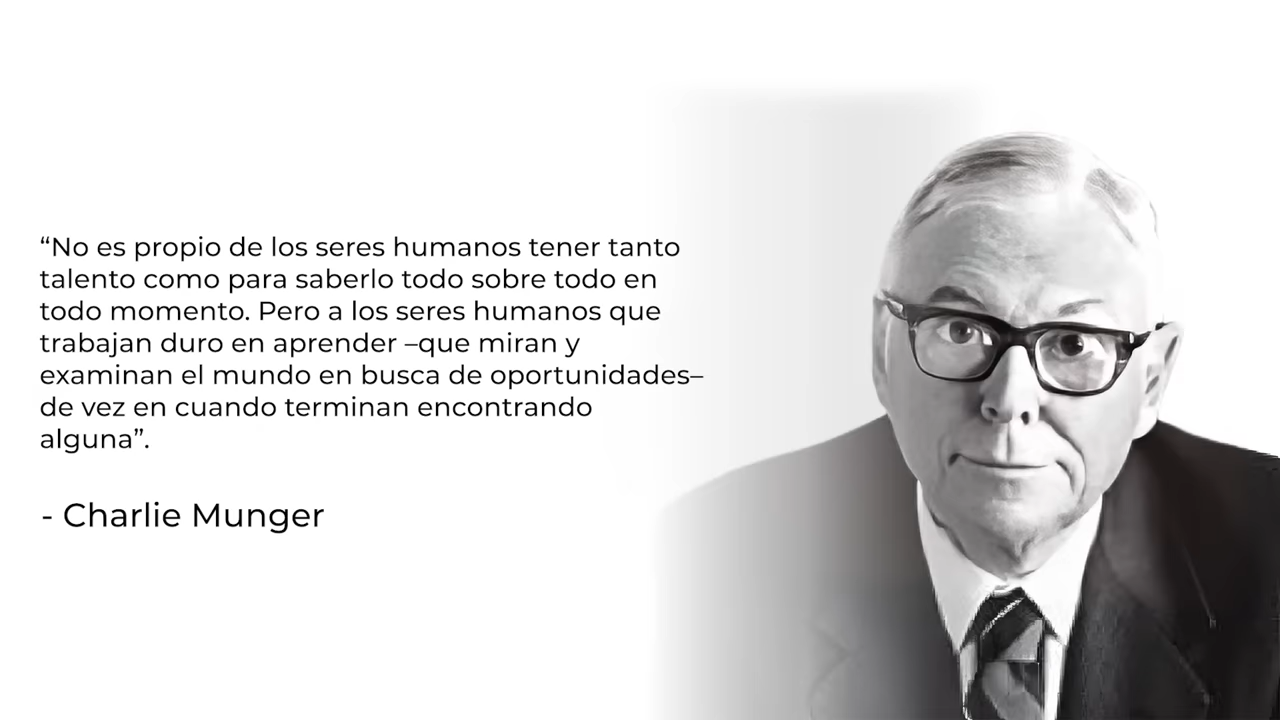 “No es propio de los seres humanos tener tanto
talento como para saberlo todo sobre todo en
todo momento. Pero a los seres humanos que
trabajan duro en aprender –que miran y
examinan el mundo en busca de oportunidades–
de vez en cuando terminan encontrando
alguna”.
- Charlie Munger